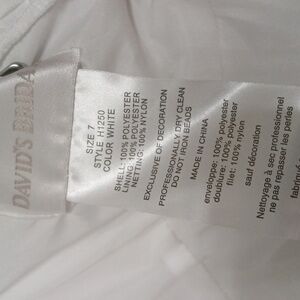 DAVID'S BRIDA
SIZE 7
STYLE H1250
COLOR WHITE
SHELL: 100% POLYESTER
LINING: 100% POLYESTER
NETTING: 100% NYLON
EXCLUSIVE OF DECORATION
PROFESSIONALLY DRY CLEAN
DO NOT IRON BEADS
MADE IN CHINA
enveloppe: 100% polyester
doublure: 100% polyester
filet: 100% nylon
sauf décoration
Nettoyage à sec professionnel
ne pas repasser les perles
fabriqué